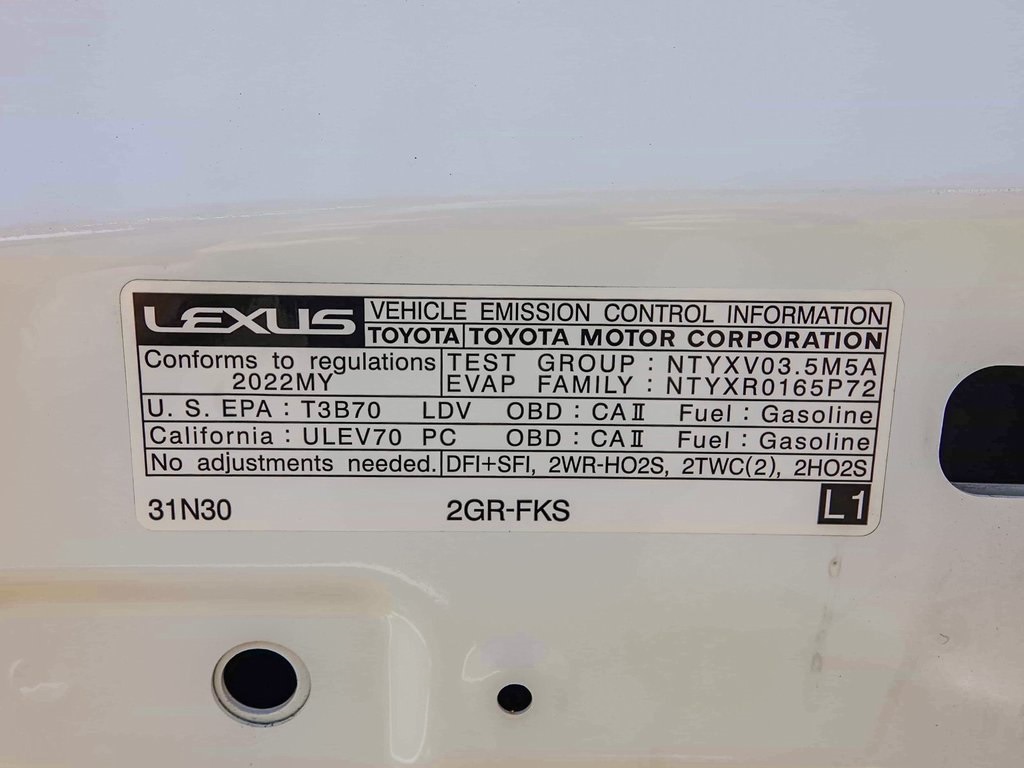 LEXUS VEHICLE EMISSION CONTROL INFORMATION
TOYOTA TOYOTA MOTOR CORPORATION
Conforms to regulations TEST GROUP : NTYXV03.5M5A
2022MY EVAP FAMILY : NTYXR0165P72
U. S. EPA : T3B70 LDV OBD : CAⅡ Fuel : Gasoline
California : ULEV70 PC OBD : CAⅡ Fuel : Gasoline
No adjustments needed. DFI+SFI, 2WR-HO2S, 2TWC(2), 2HO2S
31N30 2GR-FKS L1